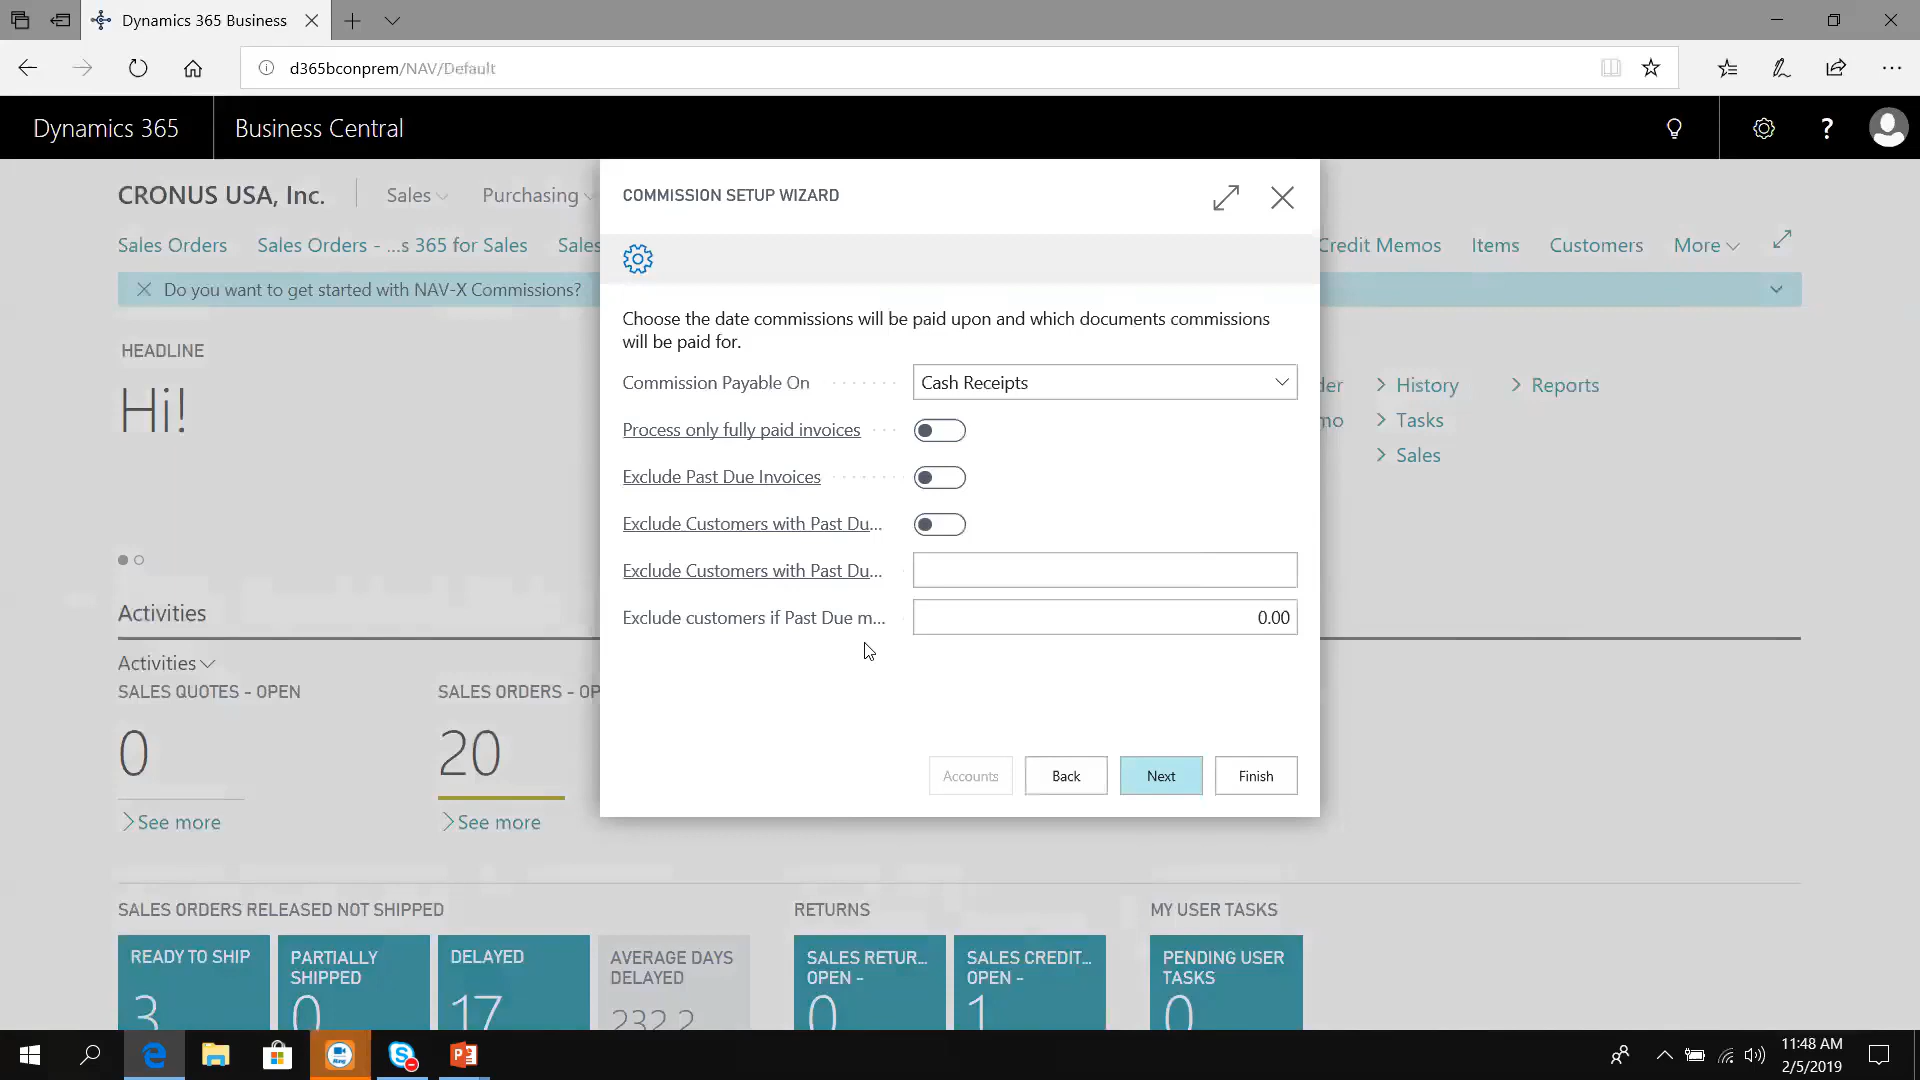 Dynamics 365 Business
d365bconprem/NAV/Default
Dynamics 365
Business Central
?
CRONUS USA, Inc.
Sales
Purchasing
Sales Orders
Sales Orders - ...s 365 for Sales
Sales
Credit Memos
Items
Customers
More
Do you want to get started with NAV-X Commissions?
HEADLINE
Hi!
COMMISSION SETUP WIZARD
Choose the date commissions will be paid upon and which documents commissions
will be paid for.
Commission Payable On
Cash Receipts
Process only fully paid invoices
Exclude Past Due Invoices
Exclude Customers with Past Du...
Exclude Customers with Past Du...
Exclude customers if Past Due m...
0.00
Accounts
Back
Next
Finish
der
History
Reports
mo
Tasks
Sales
Activities
Activities
SALES QUOTES - OPEN
0
See more
SALES ORDERS - OP
20
See more
SALES ORDERS RELEASED NOT SHIPPED
RETURNS
MY USER TASKS
READY TO SHIP
3
PARTIALLY
SHIPPED
0
DELAYED
17
AVERAGE DAYS
DELAYED
232.2
SALES RETUR...
OPEN -
0
SALES CREDIT...
OPEN -
1
PENDING USER
TASKS
0
11:48 AM
2/5/2019